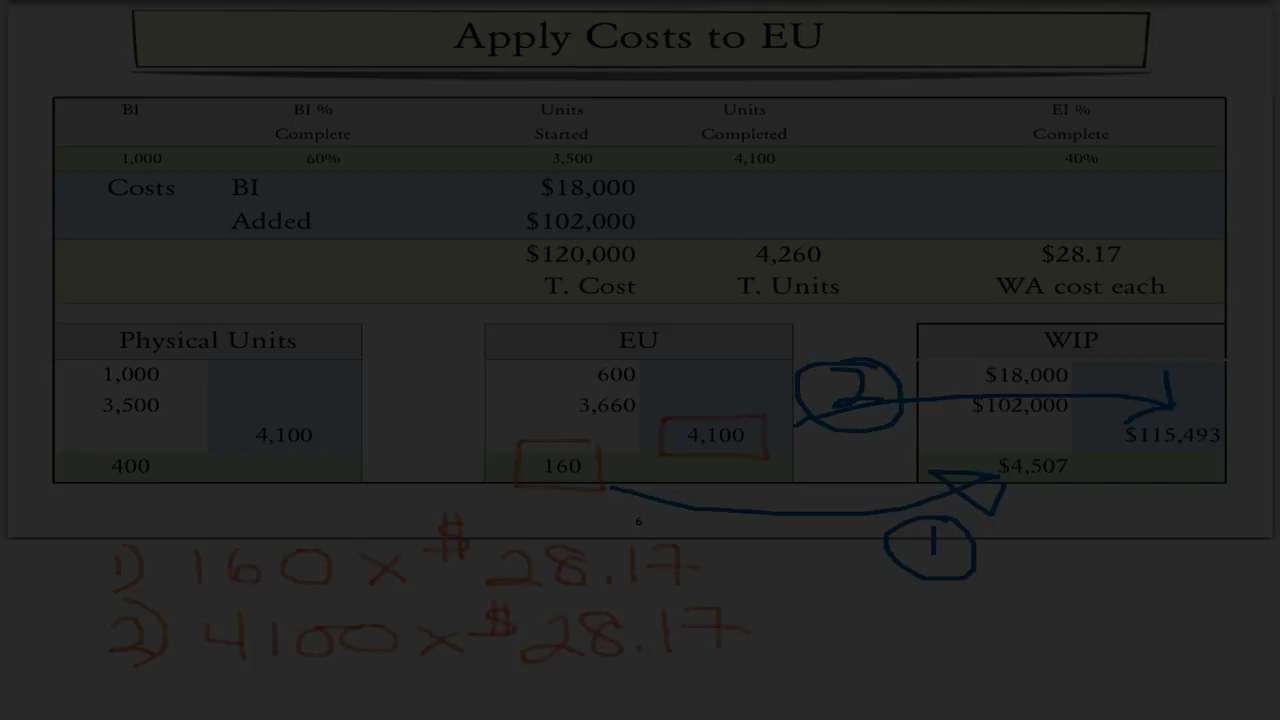 Apply Costs to EU
BI BI % Units Units EI %
Complete Started Completed Complete
1,000 60% 3,500 4,100 40%
Costs BI $18,000
Added $102,000
$120,000 4,260 $28.17
T. Cost T. Units WA cost each
Physical Units EU WIP
1,000 600 $18,000
3,500 3,660 $102,000
4,100 4,100 $115,493
400 160 $4,507
2
6
1
1) 160 x $28.17
2) 4100 x $28.17